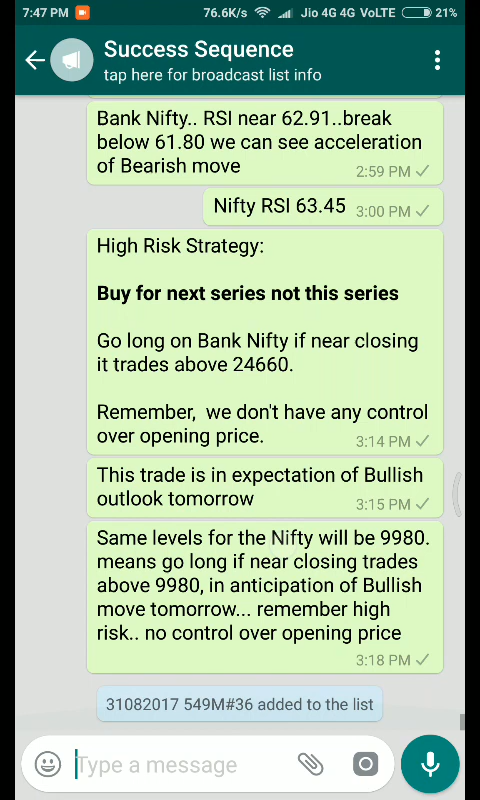 7:47 PM 76.6K/s Jio 4G 4G VoLTE 21%
Success Sequence
tap here for broadcast list info
Bank Nifty.. RSI near 62.91..break
below 61.80 we can see acceleration
of Bearish move
2:59 PM
Nifty RSI 63.45 3:00 PM
High Risk Strategy:
Buy for next series not this series
Go long on Bank Nifty if near closing
it trades above 24660.
Remember, we don't have any control
over opening price.
3:14 PM
This trade is in expectation of Bullish
outlook tomorrow
3:15 PM
Same levels for the Nifty will be 9980.
means go long if near closing trades
above 9980, in anticipation of Bullish
move tomorrow... remember high
risk.. no control over opening price
3:18 PM
31082017 549M#36 added to the list
Type a message